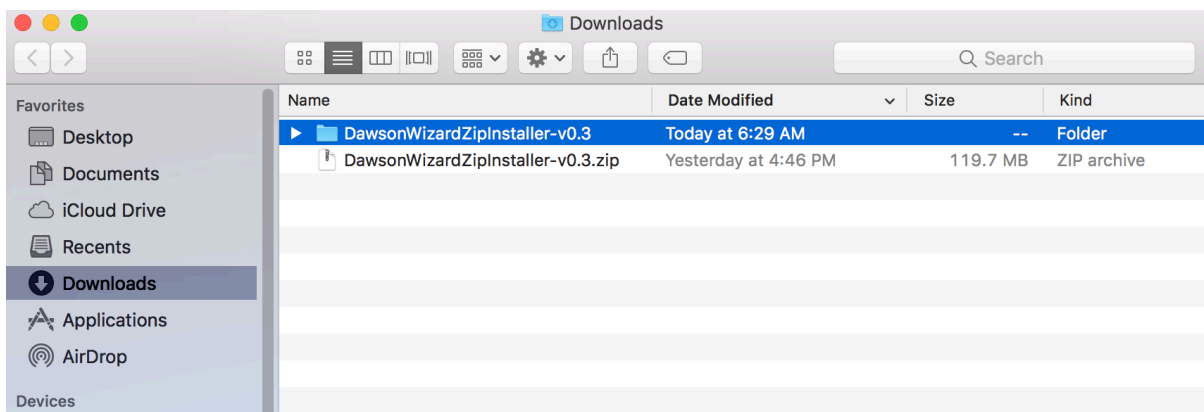 Downloads
Search
Favorites
Desktop
Documents
iCloud Drive
Recents
Downloads
Applications
AirDrop
Devices
Name Date Modified Size Kind
DawsonWizardZipInstaller-v0.3 Today at 6:29 AM -- Folder
DawsonWizardZipInstaller-v0.3.zip Yesterday at 4:46 PM 119.7 MB ZIP archive